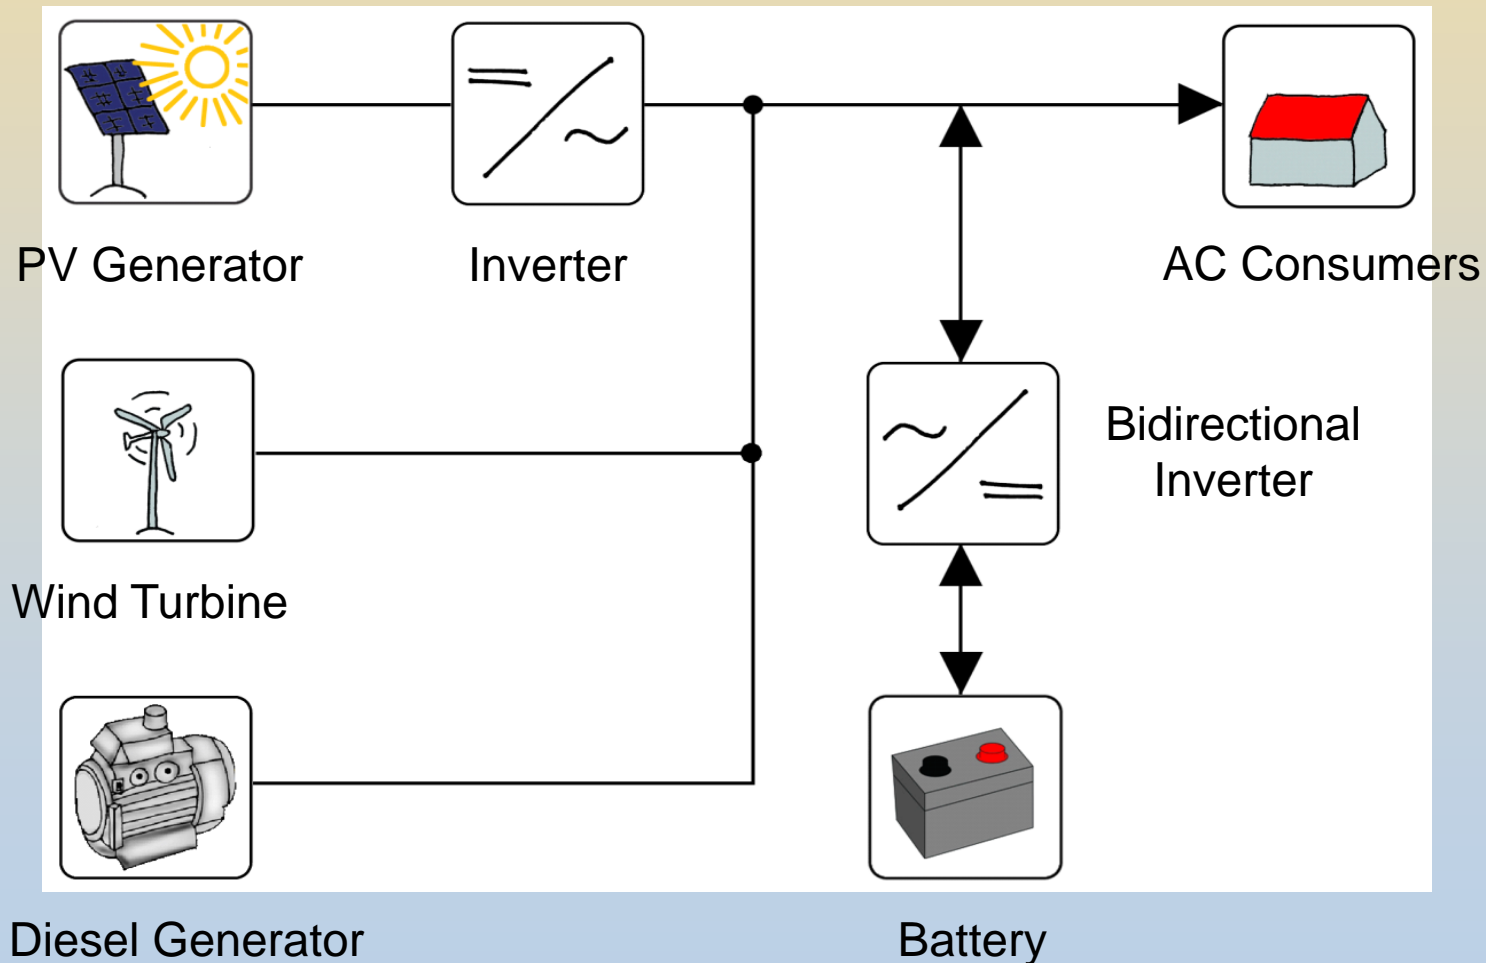 PV Generator
Inverter
AC Consumers
Bidirectional
Inverter
Wind Turbine
Diesel Generator
Battery